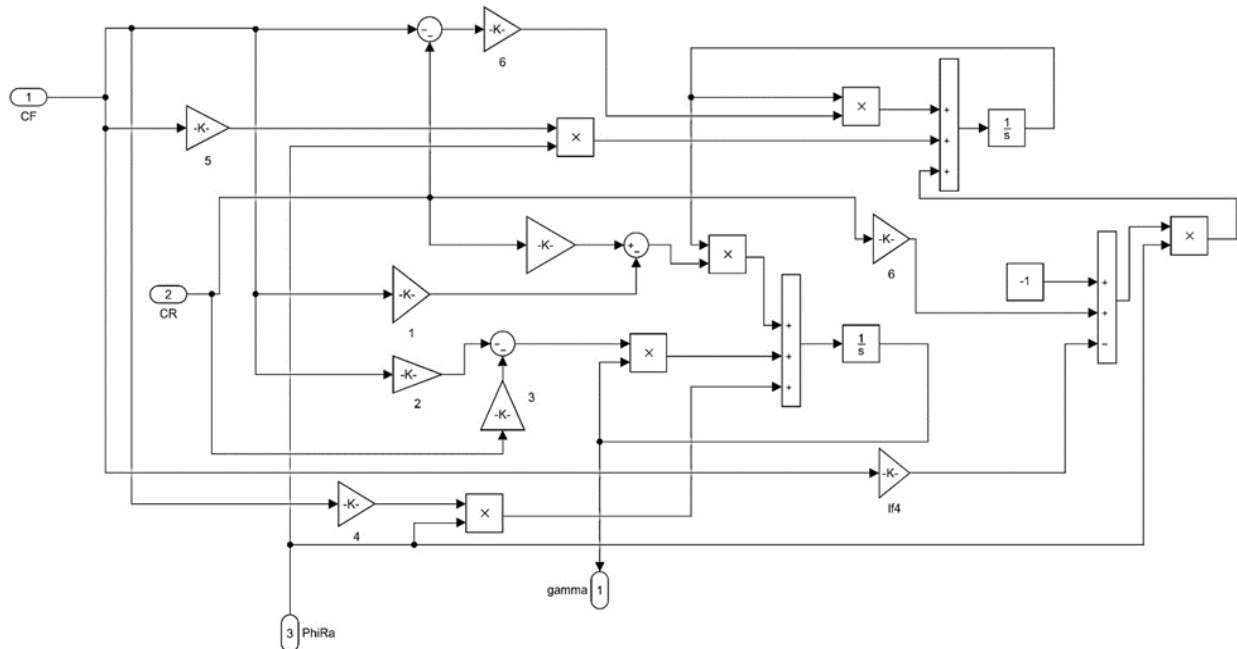 -K-
6
1
CF
-K-
5
×
×
+
+
+
1
s
-K-
+
-
×
-K-
6
×
-1
+
+
-
2
CR
-K-
1
+
+
+
1
s
-K-
2
-
-
×
-K-
3
-K-
lf4
-K-
4
×
gamma
1
3
PhiRa
-
-